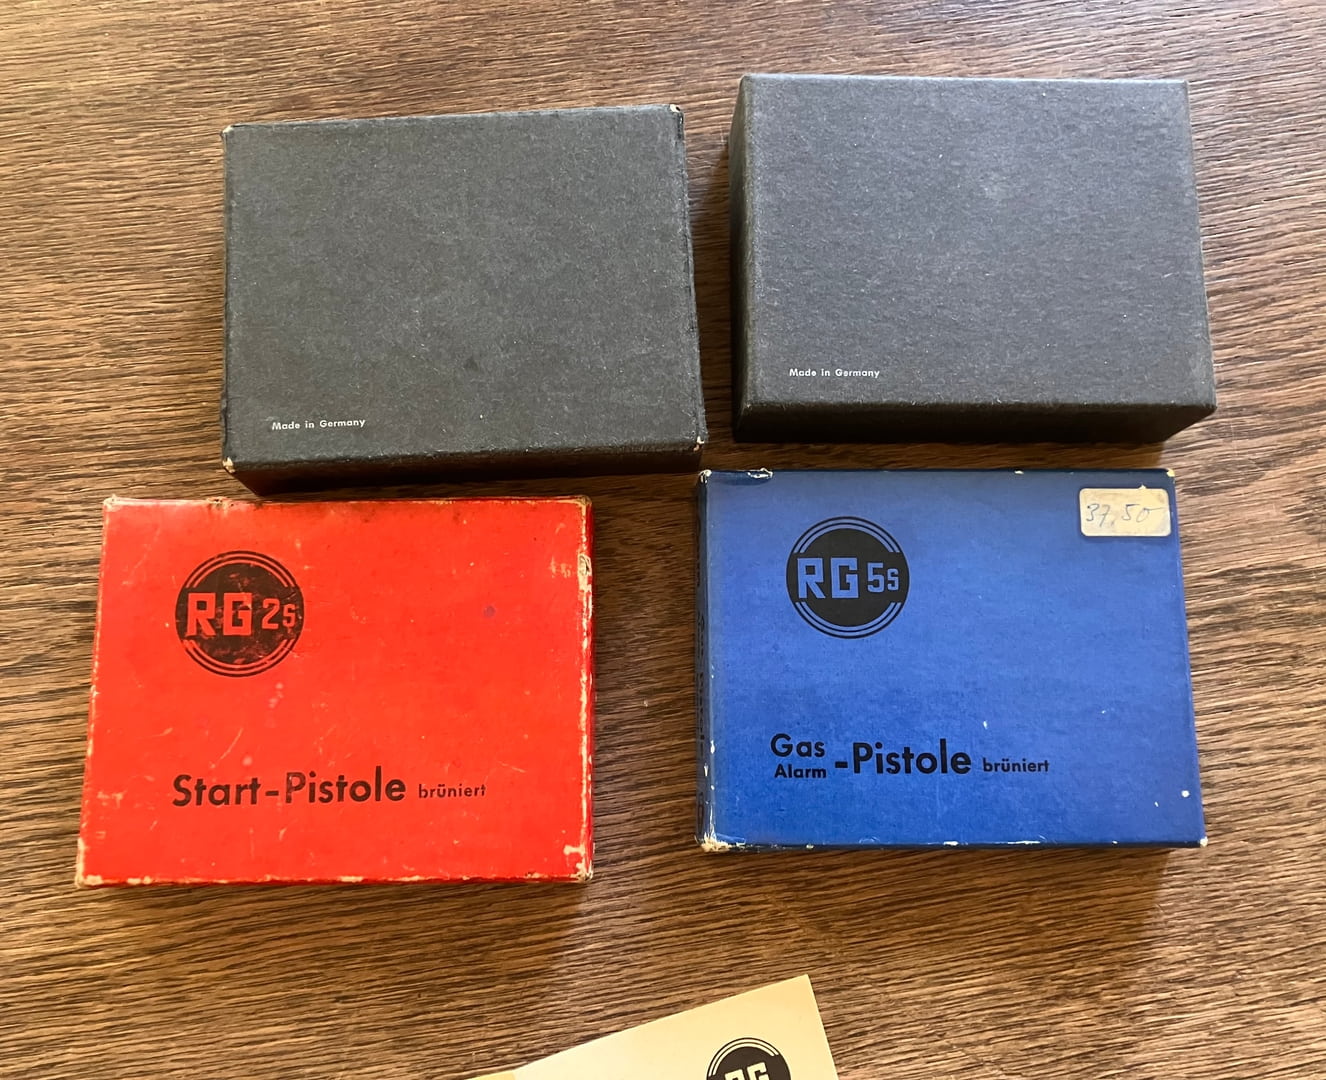 Made in Germany
Made in Germany
RG 2s
Start-Pistole brüniert
37,50
RG 5s
Gas
Alarm -Pistole brüniert
RG